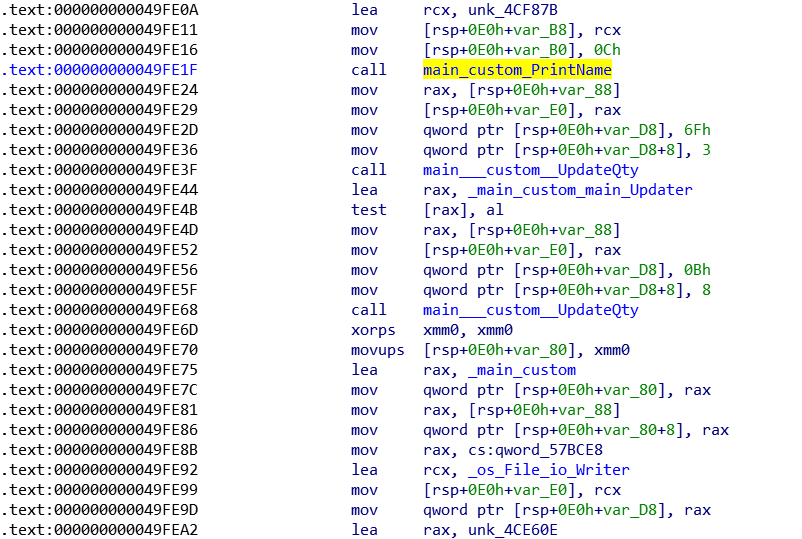 .text:000000000049FE0A lea rcx, unk_4CF87B
.text:000000000049FE11 mov [rsp+0E0h+var_B8], rcx
.text:000000000049FE16 mov [rsp+0E0h+var_B0], 0Ch
.text:000000000049FE1F call main_custom_PrintName
.text:000000000049FE24 mov rax, [rsp+0E0h+var_88]
.text:000000000049FE29 mov [rsp+0E0h+var_E0], rax
.text:000000000049FE2D mov qword ptr [rsp+0E0h+var_D8], 6Fh
.text:000000000049FE36 mov qword ptr [rsp+0E0h+var_D8+8], 3
.text:000000000049FE3F call main___custom__UpdateQty
.text:000000000049FE44 lea rax, _main_custom_main_Updater
.text:000000000049FE4B test [rax], al
.text:000000000049FE4D mov rax, [rsp+0E0h+var_88]
.text:000000000049FE52 mov [rsp+0E0h+var_E0], rax
.text:000000000049FE56 mov qword ptr [rsp+0E0h+var_D8], 0Bh
.text:000000000049FE5F mov qword ptr [rsp+0E0h+var_D8+8], 8
.text:000000000049FE68 call main___custom__UpdateQty
.text:000000000049FE6D xorps xmm0, xmm0
.text:000000000049FE70 movups [rsp+0E0h+var_80], xmm0
.text:000000000049FE75 lea rax, _main_custom
.text:000000000049FE7C mov qword ptr [rsp+0E0h+var_80], rax
.text:000000000049FE81 mov rax, [rsp+0E0h+var_88]
.text:000000000049FE86 mov qword ptr [rsp+0E0h+var_80+8], rax
.text:000000000049FE8B mov rax, cs:qword_57BCE8
.text:000000000049FE92 lea rcx, _os_File_io_Writer
.text:000000000049FE99 mov [rsp+0E0h+var_E0], rcx
.text:000000000049FE9D mov qword ptr [rsp+0E0h+var_D8], rax
.text:000000000049FEA2 lea rax, unk_4CE60E